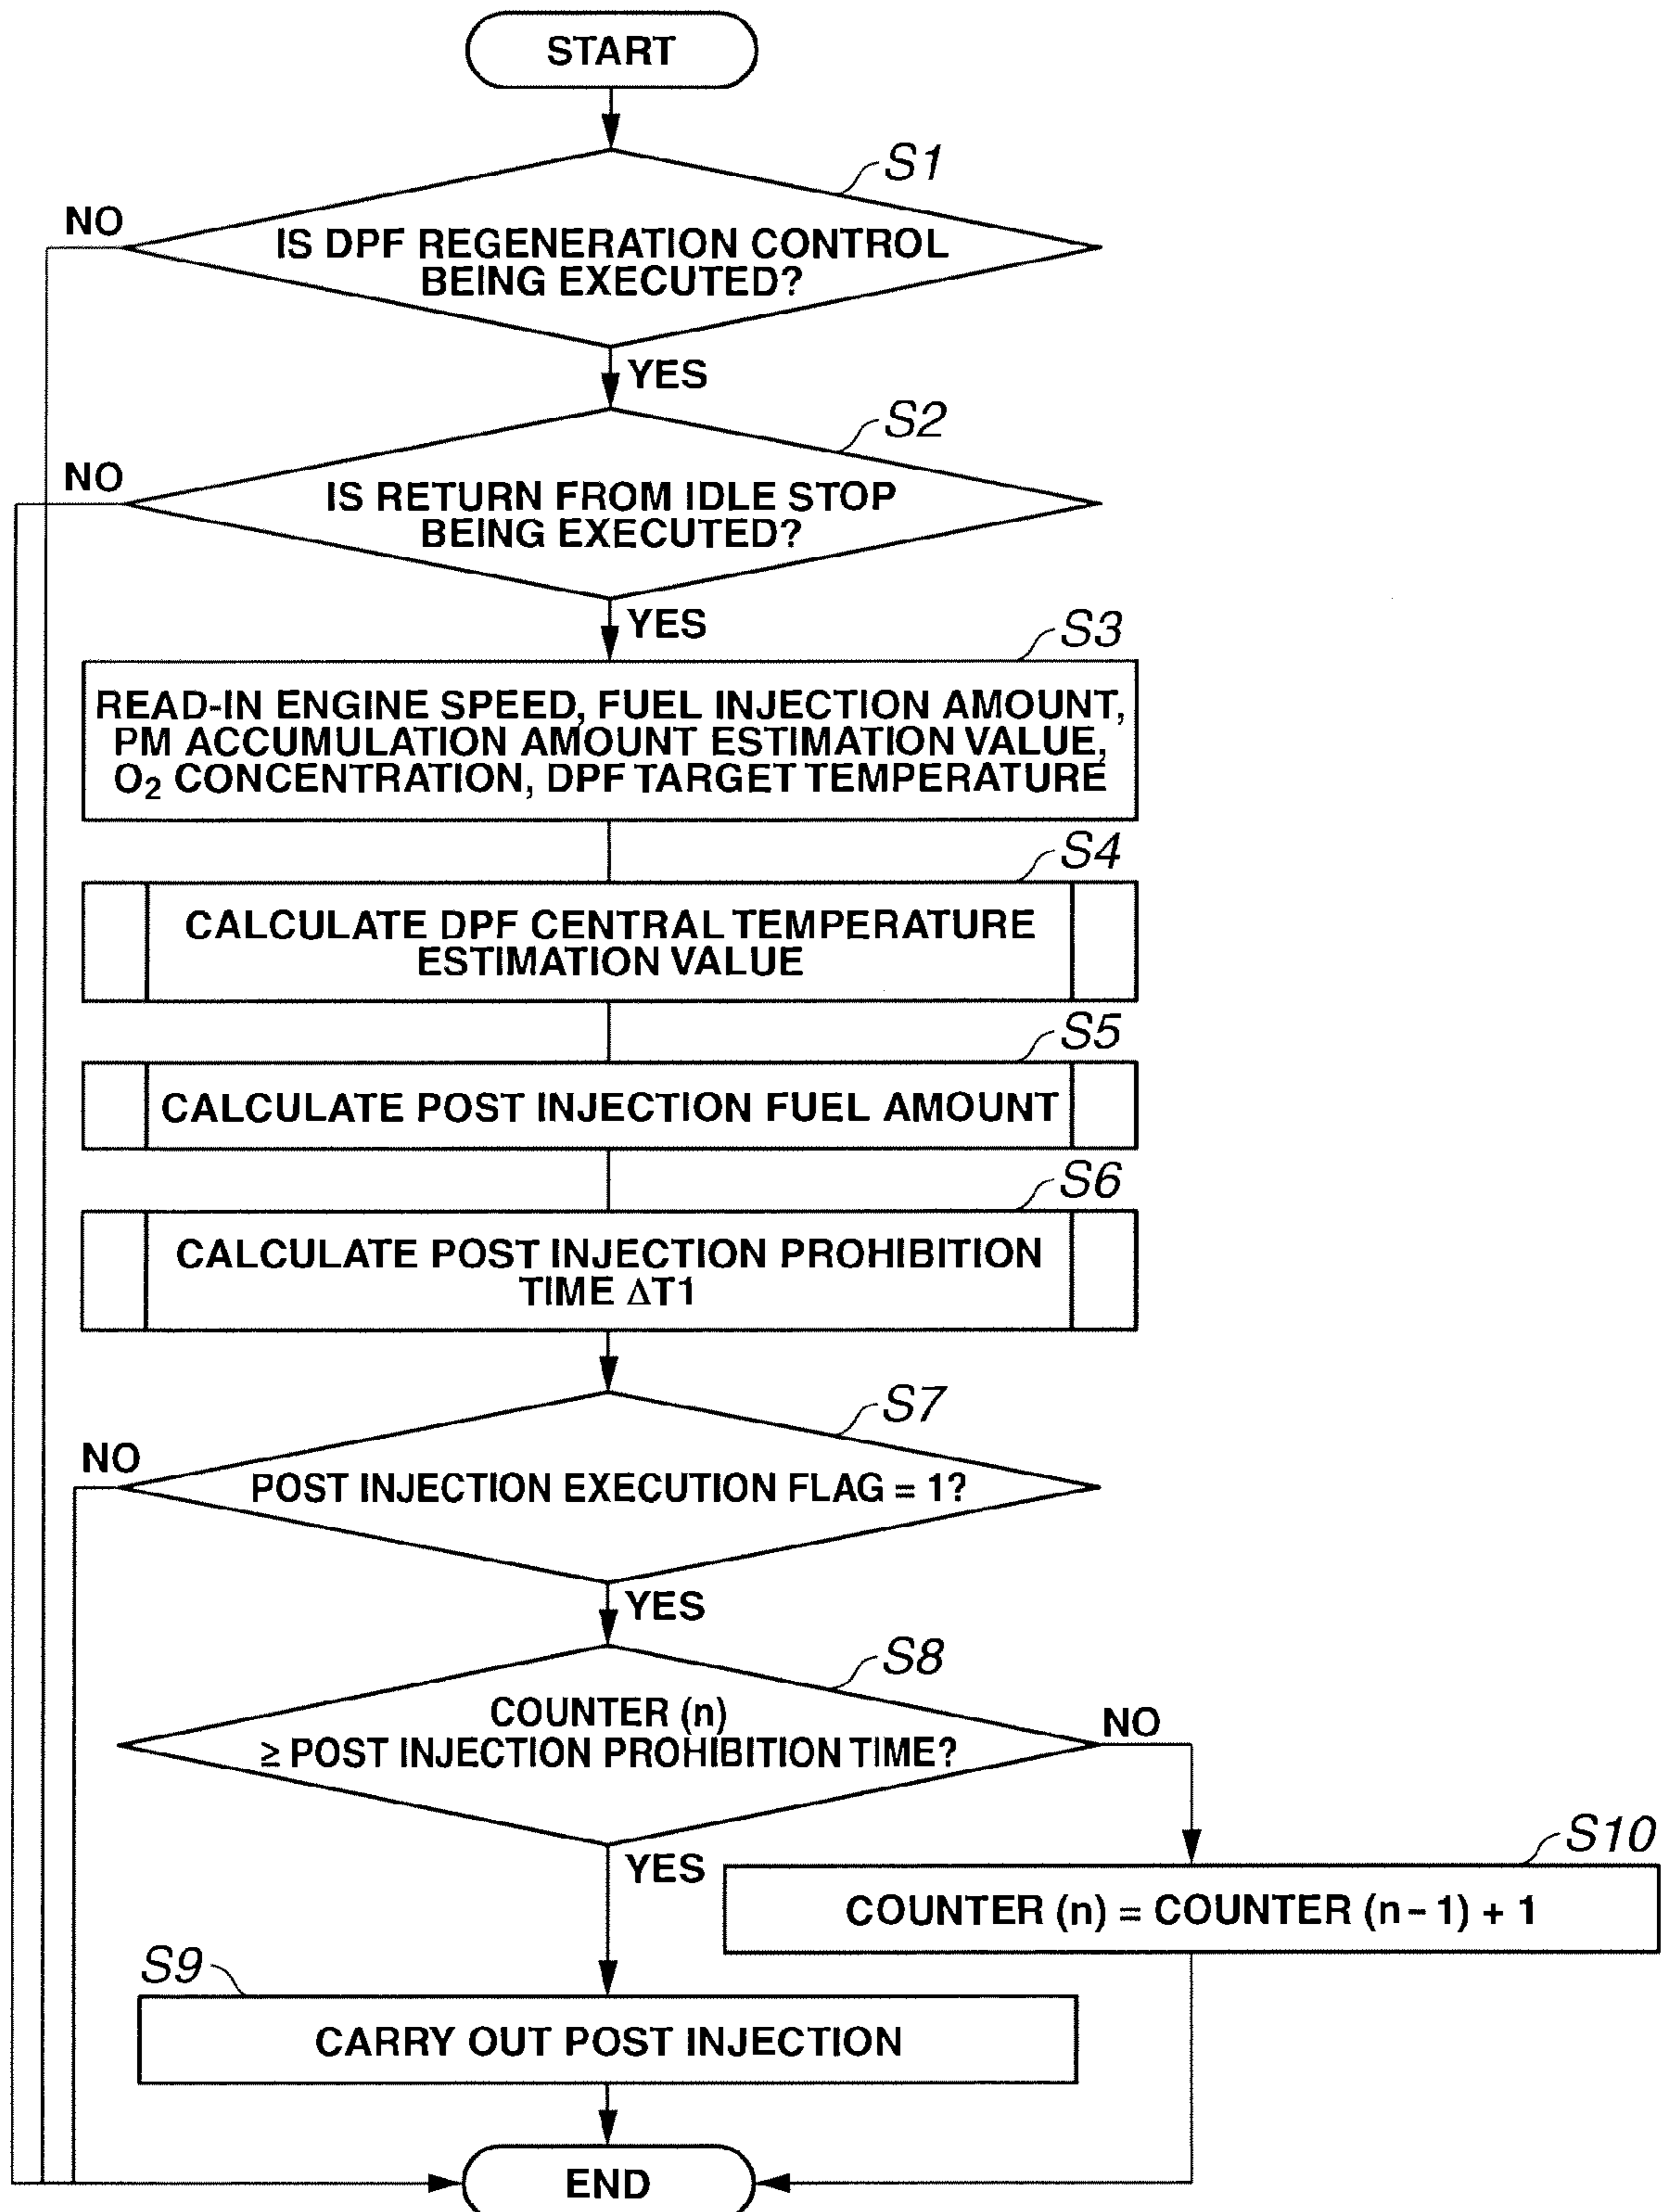 START
S1
NO
IS DPF REGENERATION CONTROL
BEING EXECUTED?
YES
S2
NO
IS RETURN FROM IDLE STOP
BEING EXECUTED?
YES
S3
READ-IN ENGINE SPEED, FUEL INJECTION AMOUNT,
PM ACCUMULATION AMOUNT ESTIMATION VALUE,
O₂ CONCENTRATION, DPF TARGET TEMPERATURE
S4
CALCULATE DPF CENTRAL TEMPERATURE
ESTIMATION VALUE
S5
CALCULATE POST INJECTION FUEL AMOUNT
S6
CALCULATE POST INJECTION PROHIBITION
TIME ΔT1
S7
NO
POST INJECTION EXECUTION FLAG = 1?
YES
S8
COUNTER (n)
≥ POST INJECTION PROHIBITION TIME?
NO
YES
S10
COUNTER (n) = COUNTER (n-1) + 1
S9
CARRY OUT POST INJECTION
END